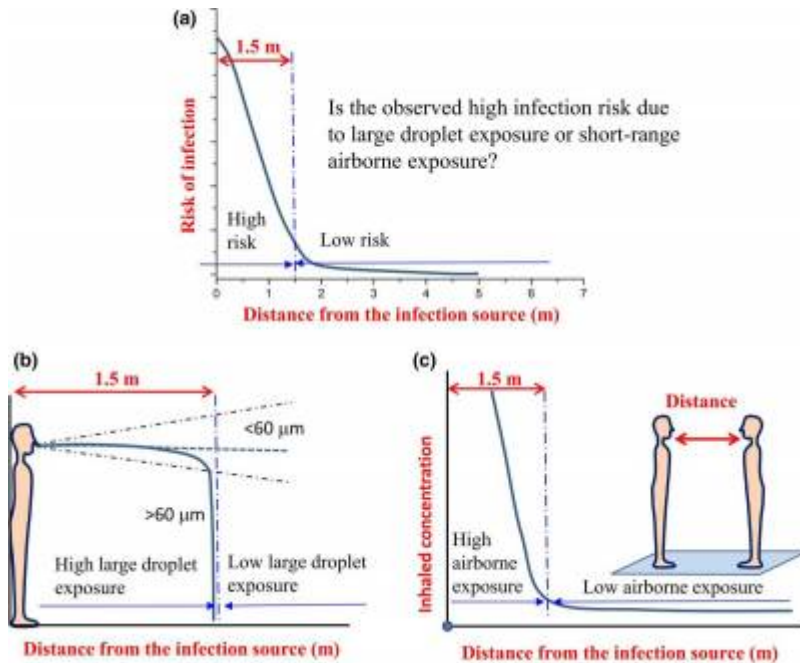 (a)
1.5 m
Is the observed high infection risk due
to large droplet exposure or short-range
airborne exposure?
Risk of infection
High
risk
Low risk
0 1 2 3 4 5 6 7
Distance from the infection source (m)
(b)
1.5 m
<60 μm
>60 μm
High large droplet
exposure
Low large droplet
exposure
Distance from the infection source (m)
(c)
1.5 m
Distance
Inhaled concentration
High
airborne
exposure
Low airborne exposure
Distance from the infection source (m)